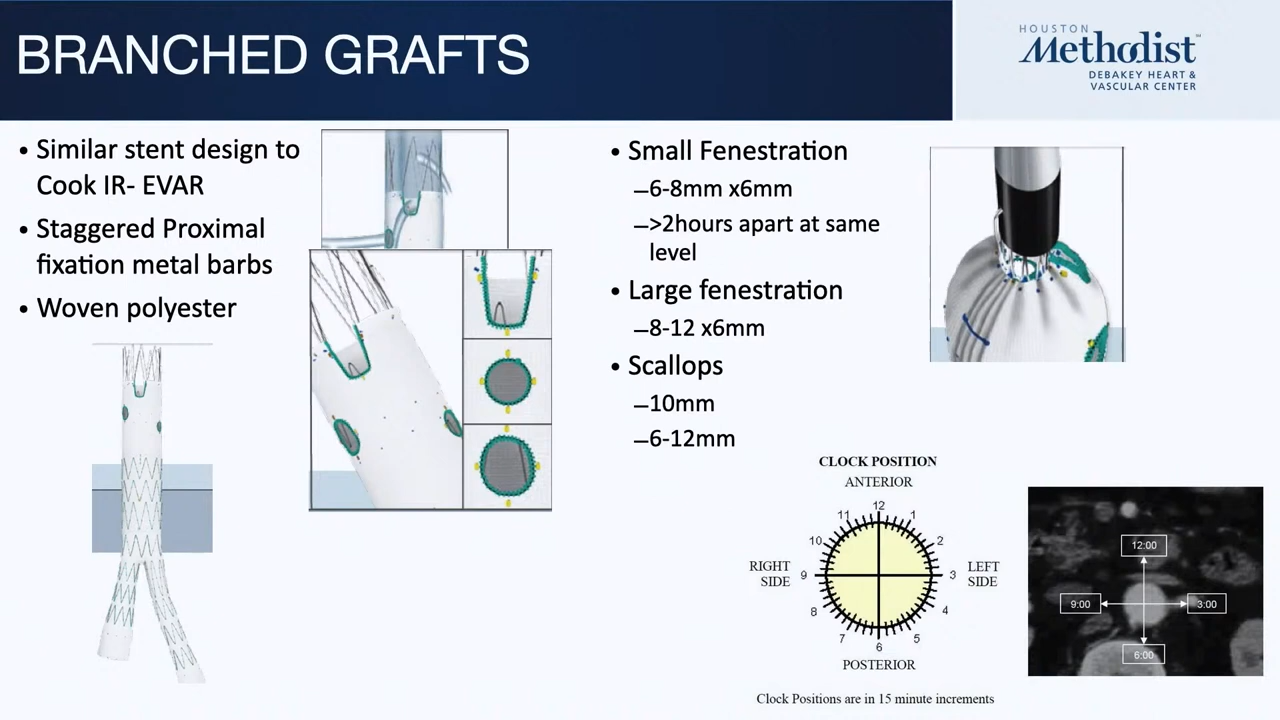 BRANCHED GRAFTS
HOUSTON
Methodist
DEBAKEY HEART &
VASCULAR CENTER
• Similar stent design to
Cook IR- EVAR
• Staggered Proximal
fixation metal barbs
• Woven polyester
• Small Fenestration
–6-8mm x6mm
–>2hours apart at same
level
• Large fenestration
–8-12 x6mm
• Scallops
–10mm
–6-12mm
CLOCK POSITION
ANTERIOR
12
11 1
10 2
RIGHT
SIDE
9 3
LEFT
SIDE
8 4
7 5
6
POSTERIOR
Clock Positions are in 15 minute increments
12:00
9:00 3:00
6:00